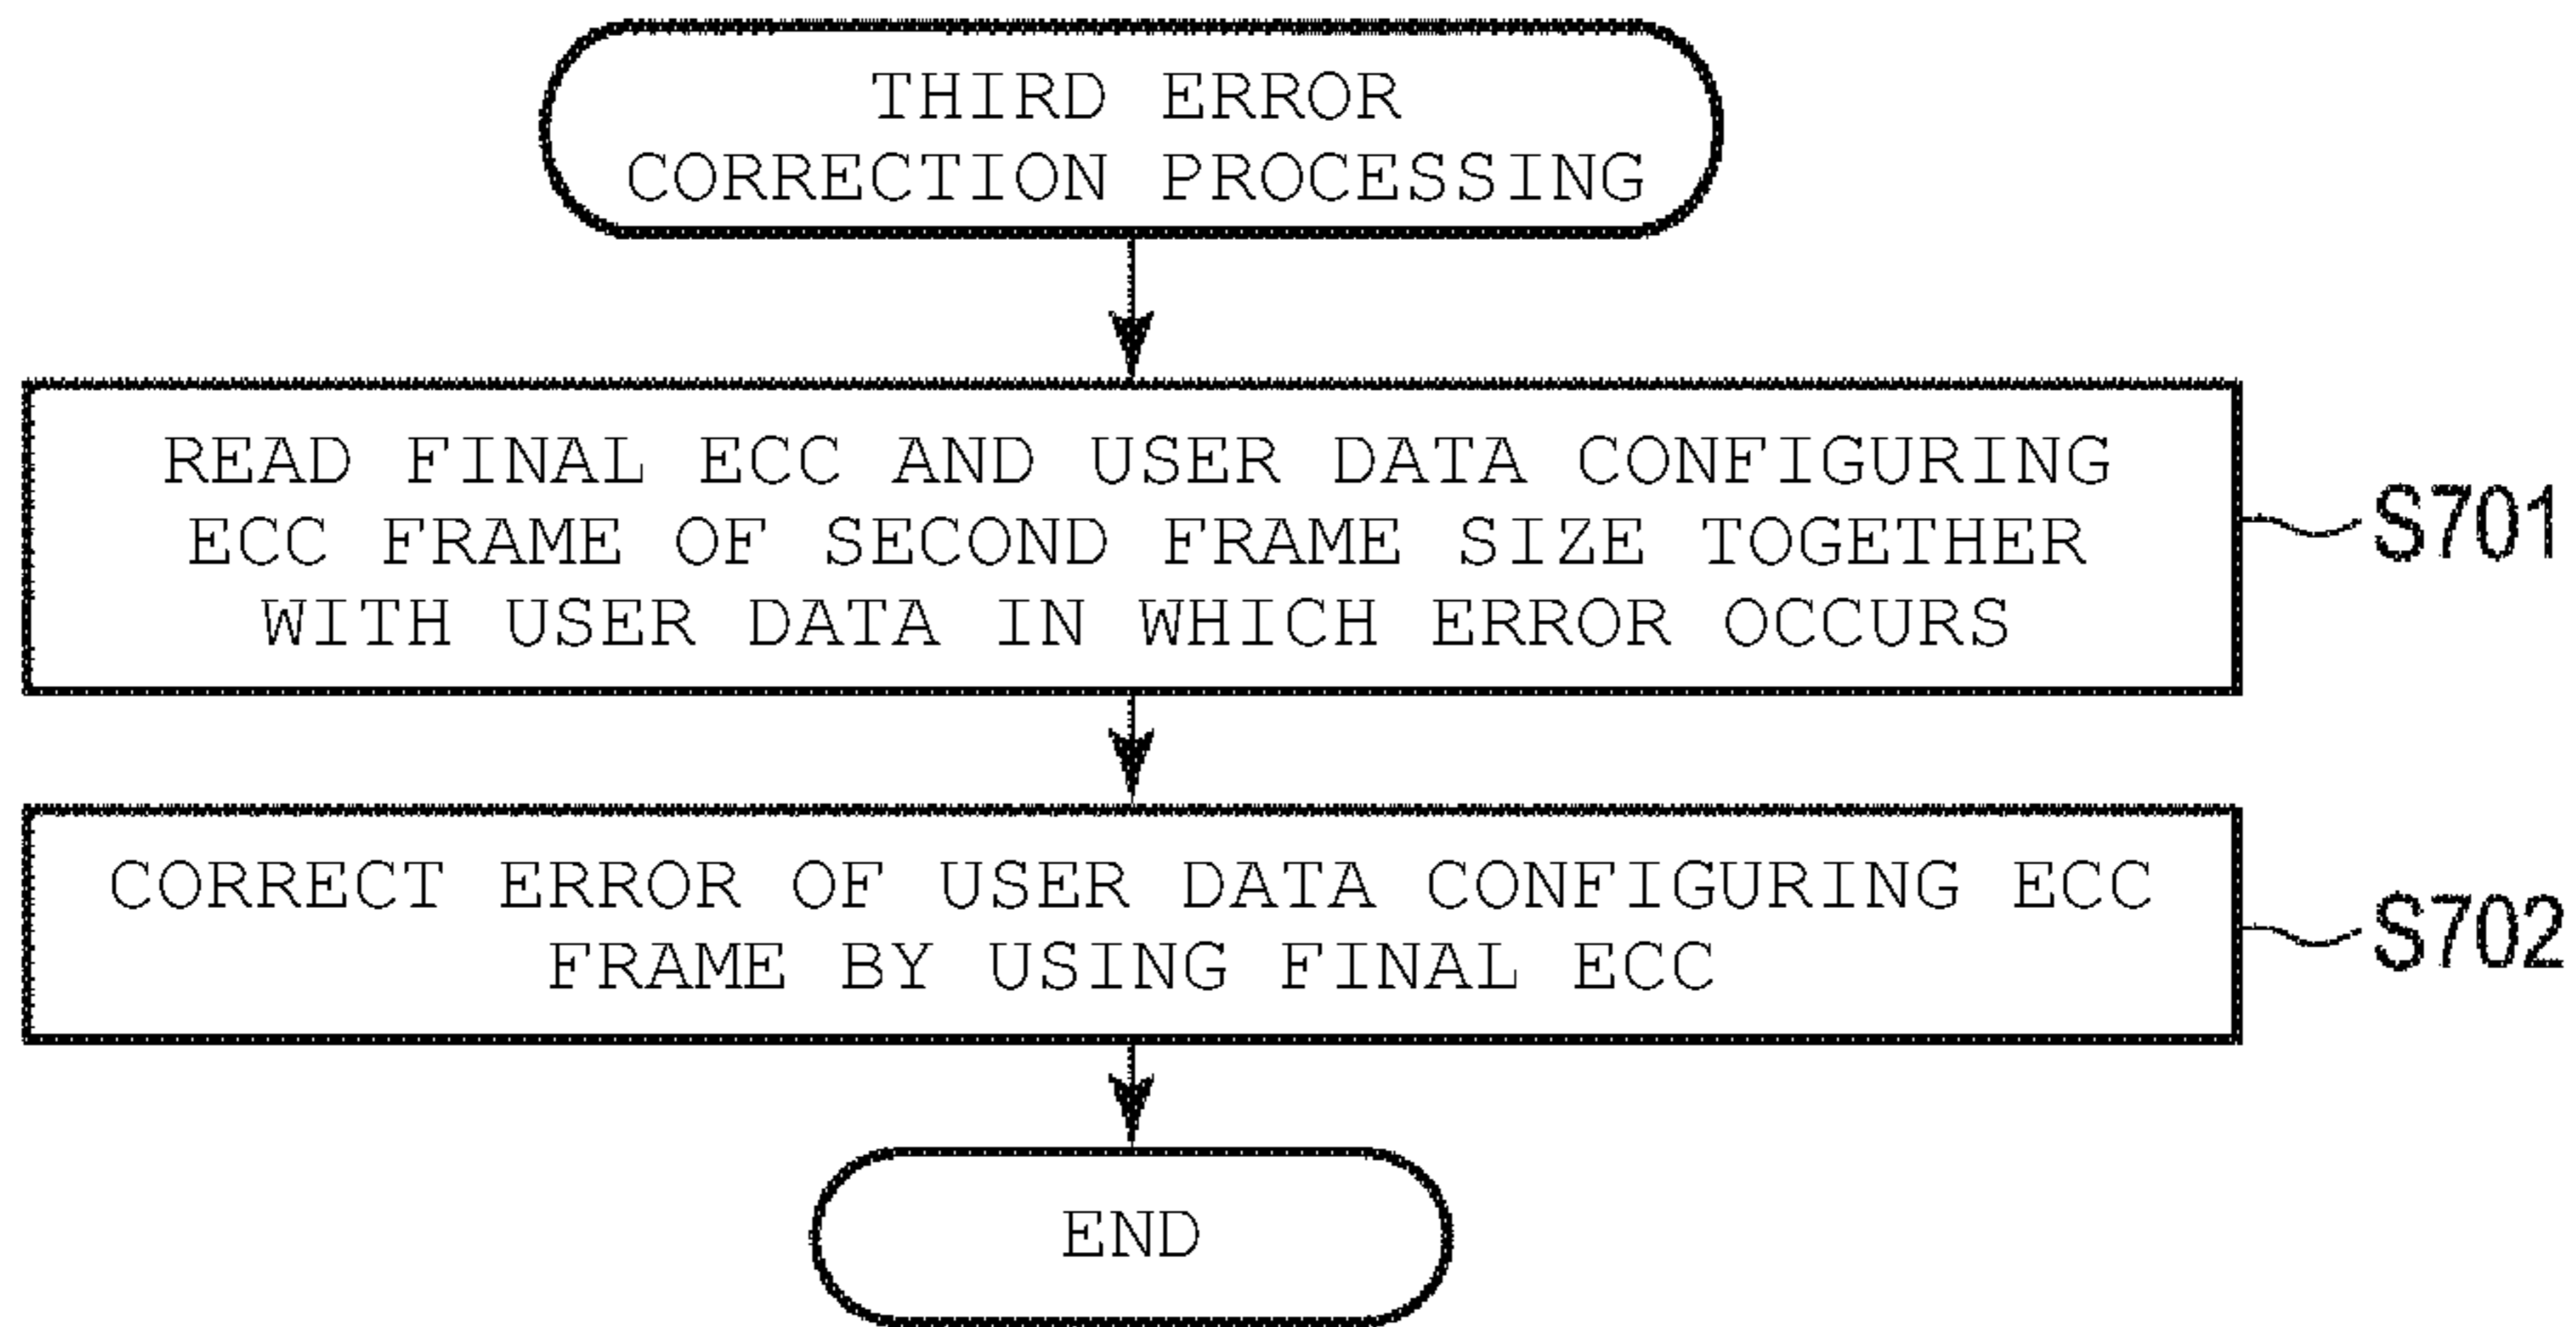 THIRD ERROR
CORRECTION PROCESSING
READ FINAL ECC AND USER DATA CONFIGURING
ECC FRAME OF SECOND FRAME SIZE TOGETHER
WITH USER DATA IN WHICH ERROR OCCURS
S701
CORRECT ERROR OF USER DATA CONFIGURING ECC
FRAME BY USING FINAL ECC
S702
END